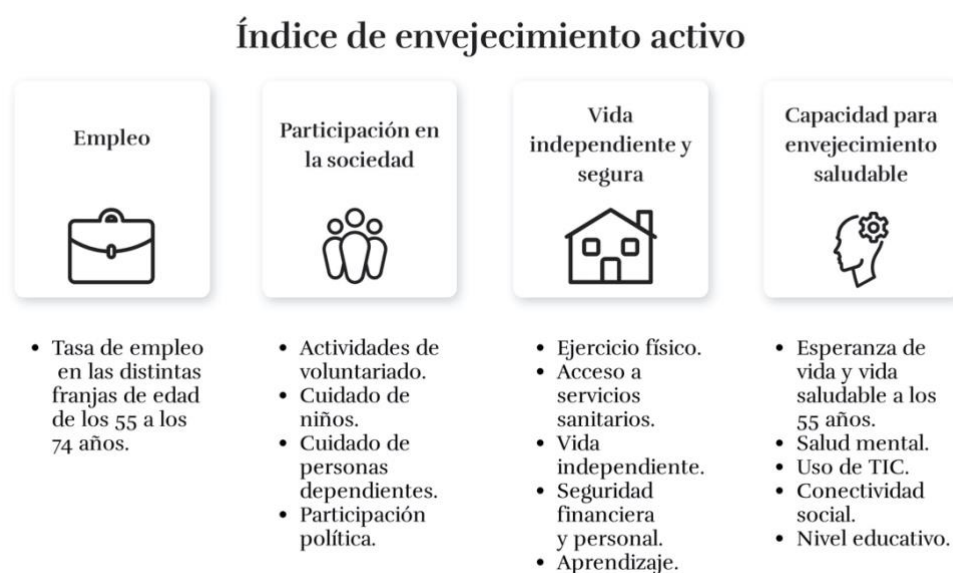 Índice de envejecimiento activo
Empleo
Participación en
la sociedad
Vida
independiente y
segura
Capacidad para
envejecimiento
saludable
• Tasa de empleo
en las distintas
franjas de edad
de los 55 a los
74 años.
• Actividades de
voluntariado.
• Cuidado de
niños.
• Cuidado de
personas
dependientes.
• Participación
política.
• Ejercicio físico.
• Acceso a
servicios
sanitarios.
• Vida
independiente.
• Seguridad
financiera
y personal.
• Aprendizaje.
• Esperanza de
vida y vida
saludable a los
55 años.
• Salud mental.
• Uso de TIC.
• Conectividad
social.
• Nivel educativo.